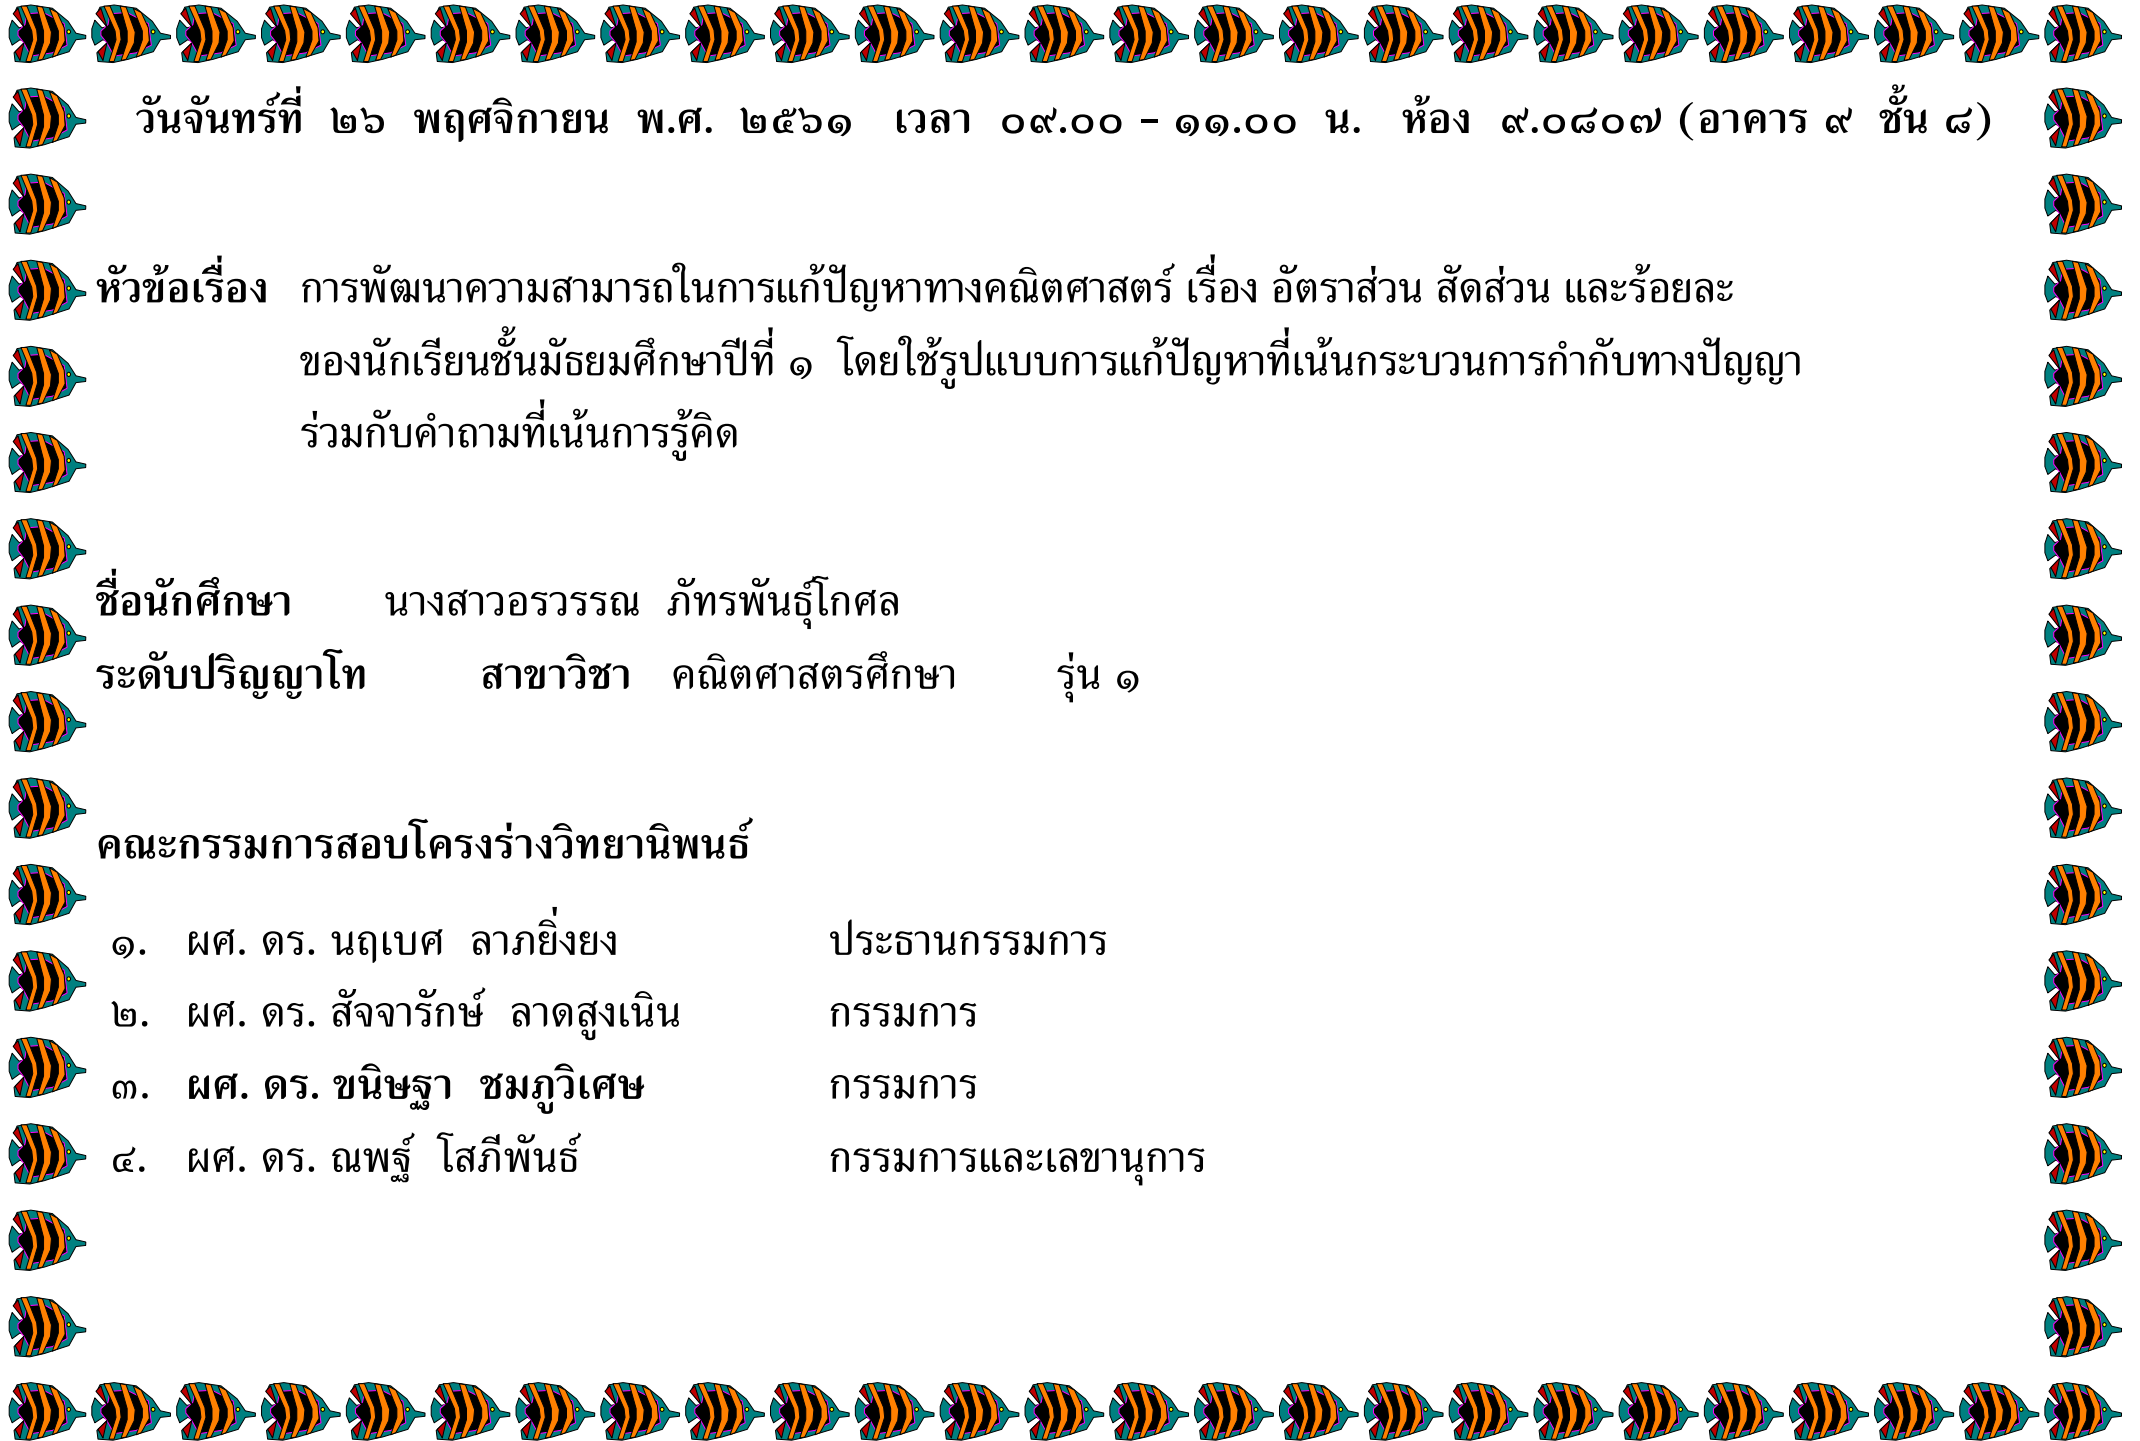 วันจันทร์ที่ ๒๖ พฤศจิกายน พ.ศ. ๒๕๖๑ เวลา ๐๙.๐๐ - ๑๑.๐๐ น. ห้อง ๙.๐๘๐๗ (อาคาร ๙ ชั้น ๘)
หัวข้อเรื่อง การพัฒนาความสามารถในการแก้ปัญหาทางคณิตศาสตร์ เรื่อง อัตราส่วน สัดส่วน และร้อยละ
ของนักเรียนชั้นมัธยมศึกษาปีที่ ๑ โดยใช้รูปแบบการแก้ปัญหาที่เน้นกระบวนการกำกับทางปัญญา
ร่วมกับคำถามที่เน้นการรู้คิด
ชื่อนักศึกษา นางสาวอรวรรณ ภัทรพันธุ์โกศล
ระดับปริญญาโท สาขาวิชา คณิตศาสตรศึกษา รุ่น ๑
คณะกรรมการสอบโครงร่างวิทยานิพนธ์
๑. ผศ. ดร. นฤเบศ ลาภยิ่งยง ประธานกรรมการ
๒. ผศ. ดร. สัจจารักษ์ ลาดสูงเนิน กรรมการ
๓. ผศ. ดร. ขนิษฐา ชมภูวิเศษ กรรมการ
๔. ผศ. ดร. ณพฐ์ โสภีพันธ์ กรรมการและเลขานุการ